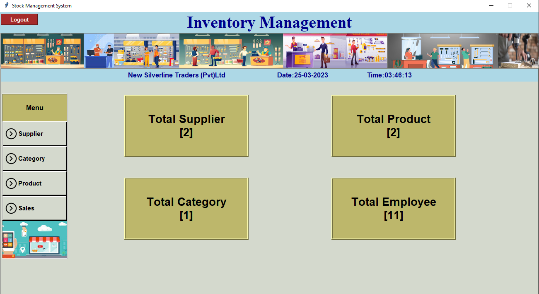 Stock Management System
Logout
Inventory Management
New Silverline Traders (Pvt)Ltd Date:25-03-2023 Time:03:46:13
Menu
Supplier
Category
Product
Sales
Total Supplier
[2]
Total Product
[2]
Total Category
[1]
Total Employee
[11]